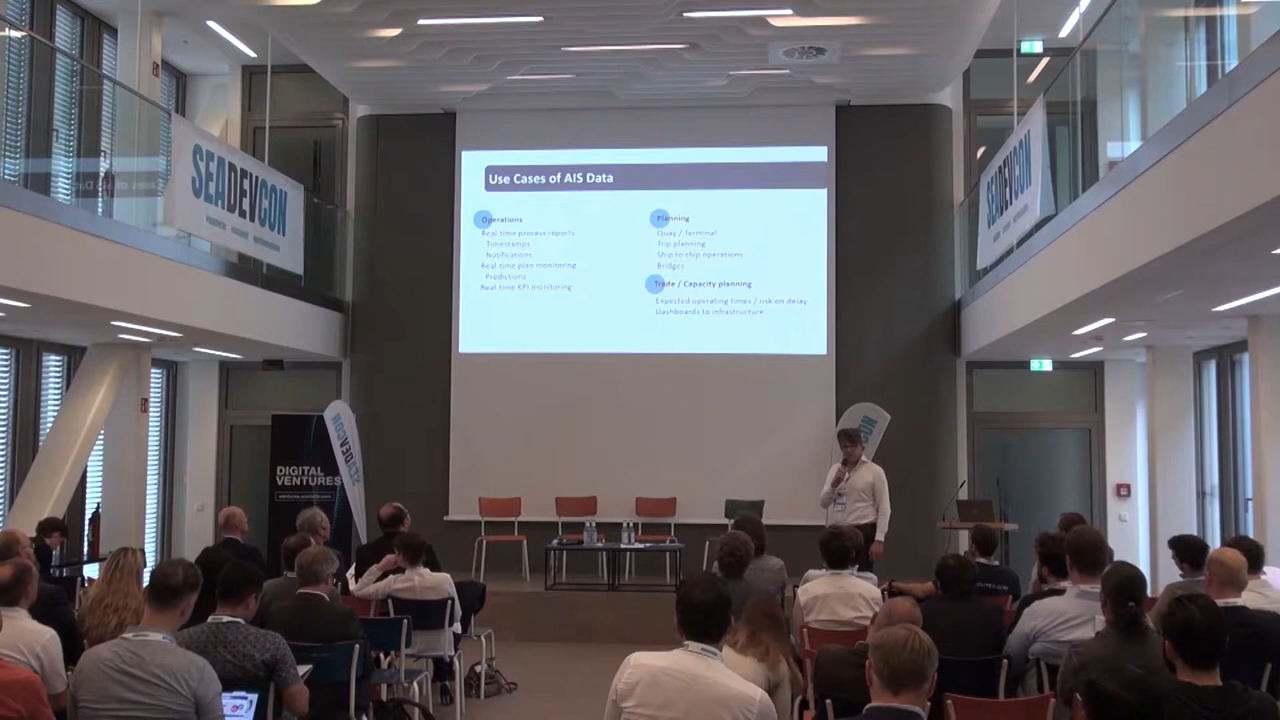 SEADEVCON
SEADEVCON
Use Cases of AIS Data
Operations
Real-time process reports
Timestamps
Notifications
Real-time plan monitoring
Predictions
Real-time KPI monitoring
Planning
Quay / Terminal
Trip planning
Ship to ship operations
Bridges
Trade / Capacity planning
Expected operating times / risk on delay
Dashboards to infrastructure
DIGITAL
VENTURES
SEADEVCON
CON